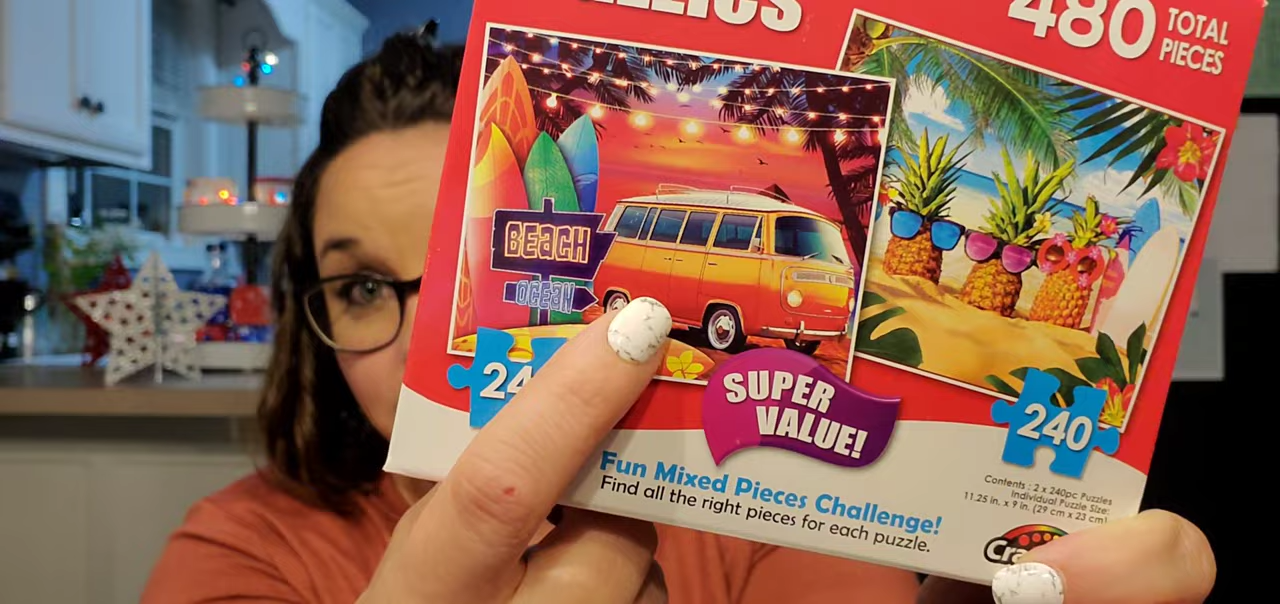 480 TOTAL
PIECES
BEACH
OCEAN
SUPER
VALUE!
240
Fun Mixed Pieces Challenge!
Find all the right pieces for each puzzle.
Contents : 2 x 240pc Puzzles
Individual Puzzle Size:
11.25 in. x 9 in. (29 cm x 23 cm)